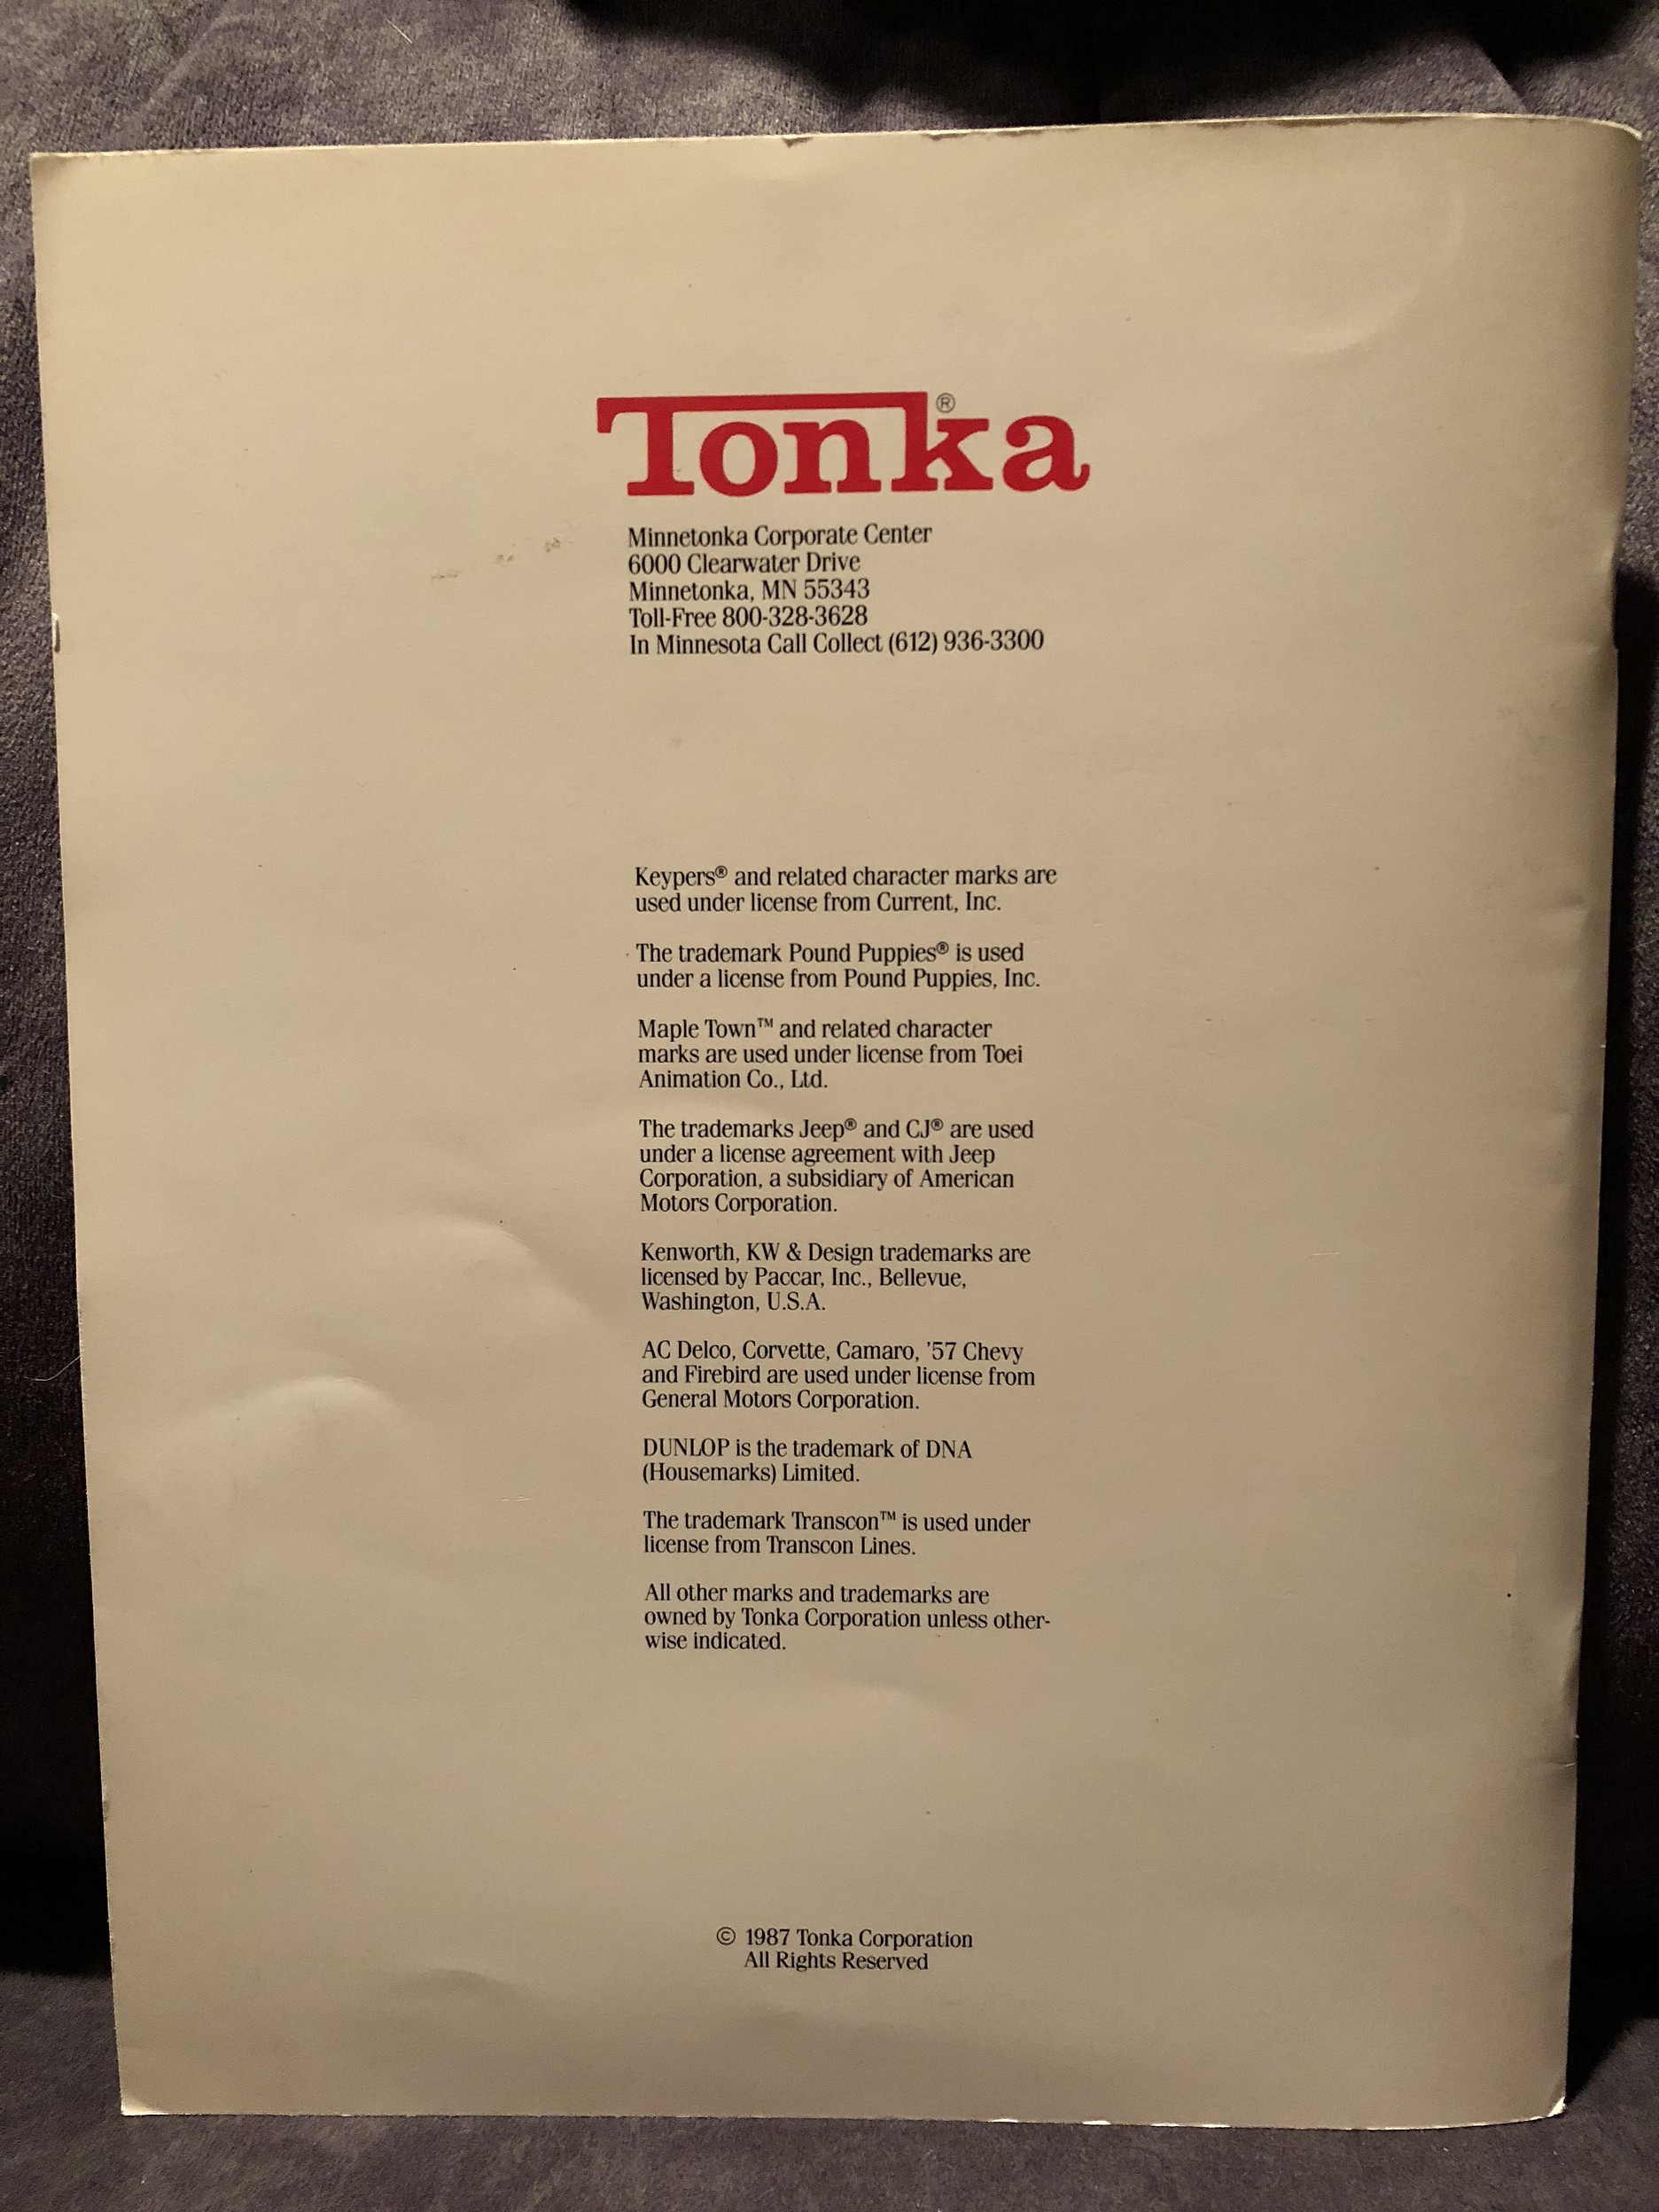 Tonka®
Minnetonka Corporate Center
6000 Clearwater Drive
Minnetonka, MN 55343
Toll-Free 800-328-3628
In Minnesota Call Collect (612) 936-3300
Keypers® and related character marks are
used under license from Current, Inc.
The trademark Pound Puppies® is used
under a license from Pound Puppies, Inc.
Maple Town™ and related character
marks are used under license from Toei
Animation Co., Ltd.
The trademarks Jeep® and CJ® are used
under a license agreement with Jeep
Corporation, a subsidiary of American
Motors Corporation.
Kenworth, KW & Design trademarks are
licensed by Paccar, Inc., Bellevue,
Washington, U.S.A.
AC Delco, Corvette, Camaro, ’57 Chevy
and Firebird are used under license from
General Motors Corporation.
DUNLOP is the trademark of DNA
(Housemarks) Limited.
The trademark Transcon™ is used under
license from Transcon Lines.
All other marks and trademarks are
owned by Tonka Corporation unless other-
wise indicated.
© 1987 Tonka Corporation
All Rights Reserved